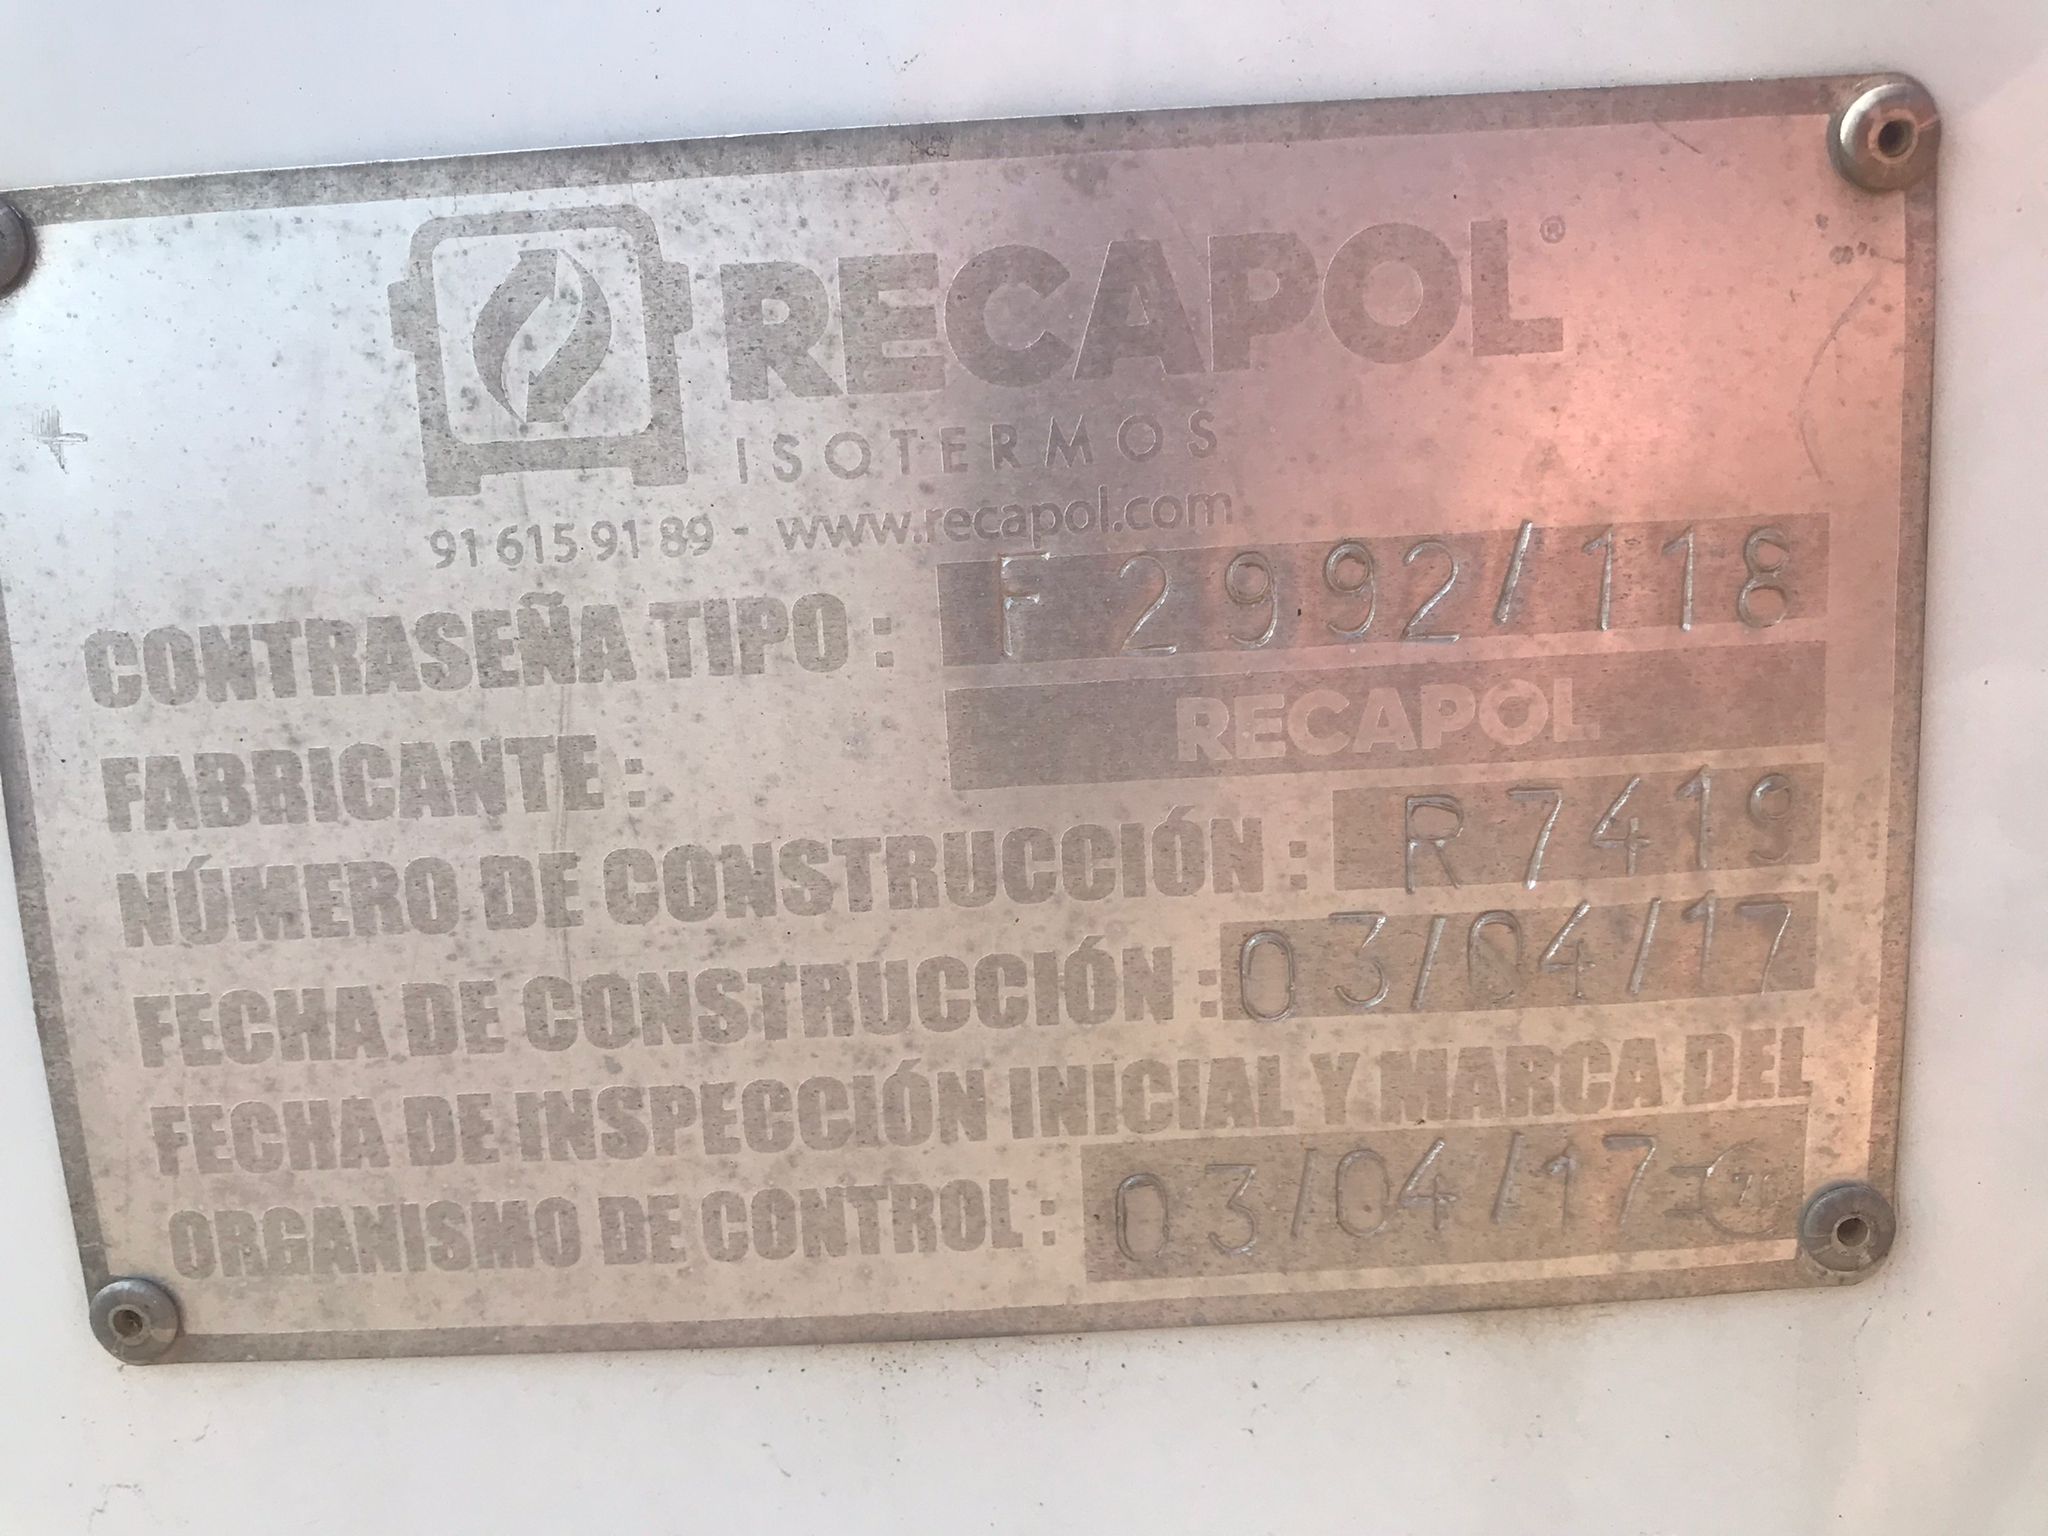 RECAPOL®
ISOTERMOS
91 615 91 89 - www.recapol.com
CONTRASEÑA TIPO : F 2992/118
FABRICANTE : RECAPOL
NÚMERO DE CONSTRUCCIÓN : R 7419
FECHA DE CONSTRUCCIÓN : 03/04/17
FECHA DE INSPECCIÓN INICIAL Y MARCA DEL
ORGANISMO DE CONTROL : 03/04/17